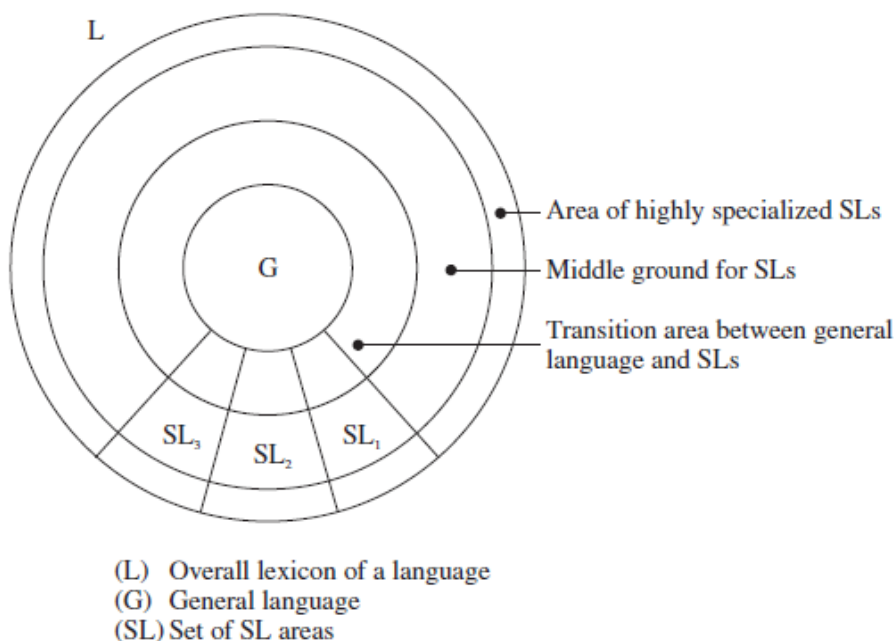 L
Area of highly specialized SLs
G
Middle ground for SLs
Transition area between general
language and SLs
SL₃
SL₂
SL₁
(L) Overall lexicon of a language
(G) General language
(SL) Set of SL areas